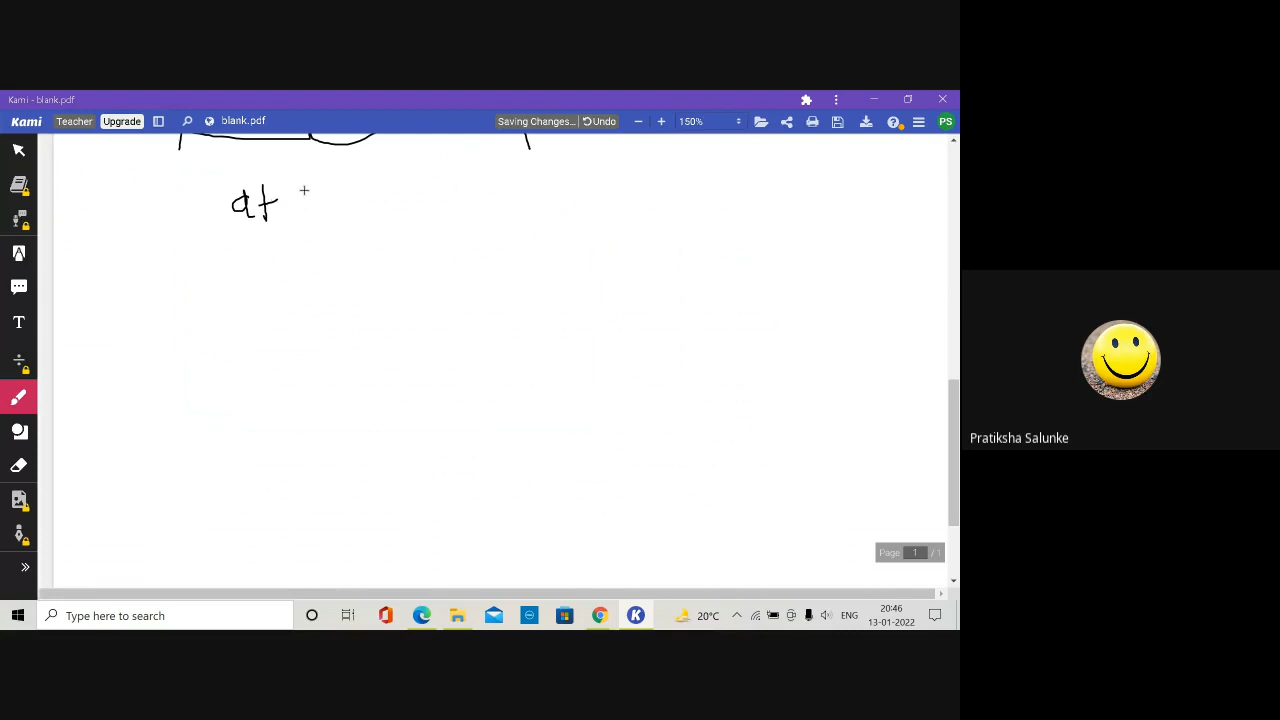 Kami - blank.pdf
Kami Teacher Upgrade blank.pdf Saving Changes... Undo 150% PS
at
T
Pratiksha Salunke
Page 1 / 1
Type here to search
20°C ENG 20:46
13-01-2022